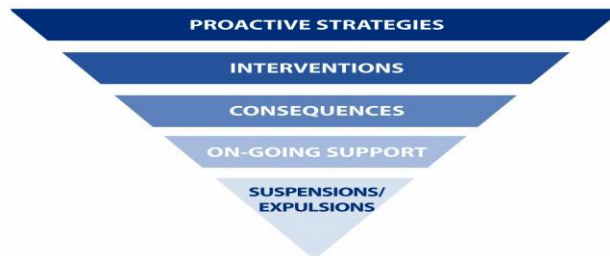 PROACTIVE STRATEGIES
INTERVENTIONS
CONSEQUENCES
ON-GOING SUPPORT
SUSPENSIONS/
EXPULSIONS